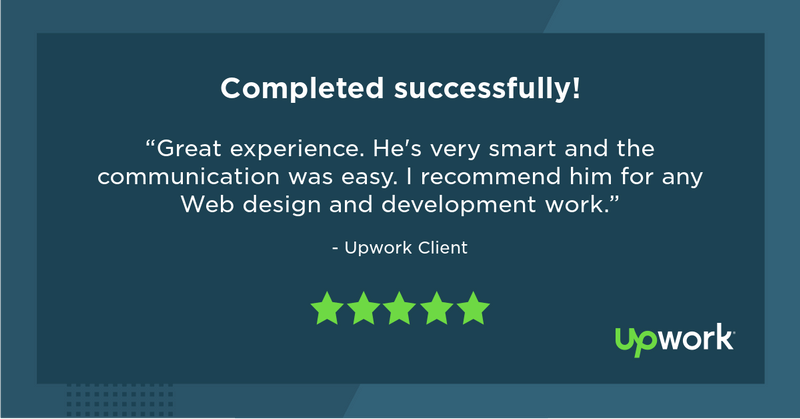 Completed successfully!
“Great experience. He's very smart and the
communication was easy. I recommend him for any
Web design and development work.”
- Upwork Client
upwork